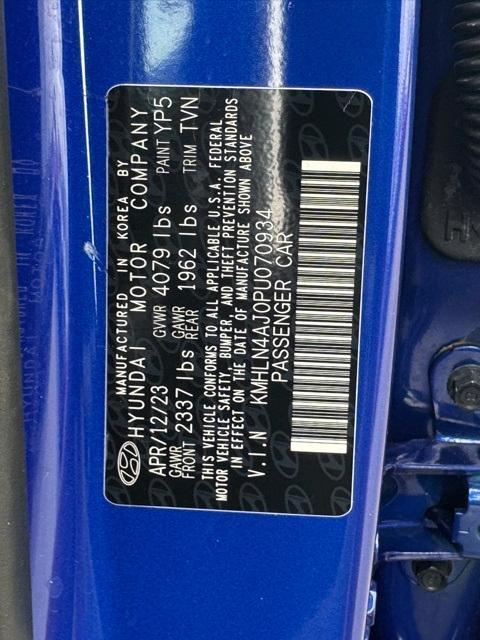 MANUFACTURED IN KOREA BY
HYUNDAI MOTOR COMPANY
APR/12/23 GVWR 4079 lbs PAINT YP5
GAWR FRONT 2337 lbs GAWR REAR 1962 lbs TRIM TVN
THIS VEHICLE CONFORMS TO ALL APPLICABLE U.S.A. FEDERAL
MOTOR VEHICLE SAFETY, BUMPER, AND THEFT PREVENTION STANDARDS
IN EFFECT ON THE DATE OF MANUFACTURE SHOWN ABOVE
V.I.N KMHLN4AJ0PU070934
PASSENGER CAR